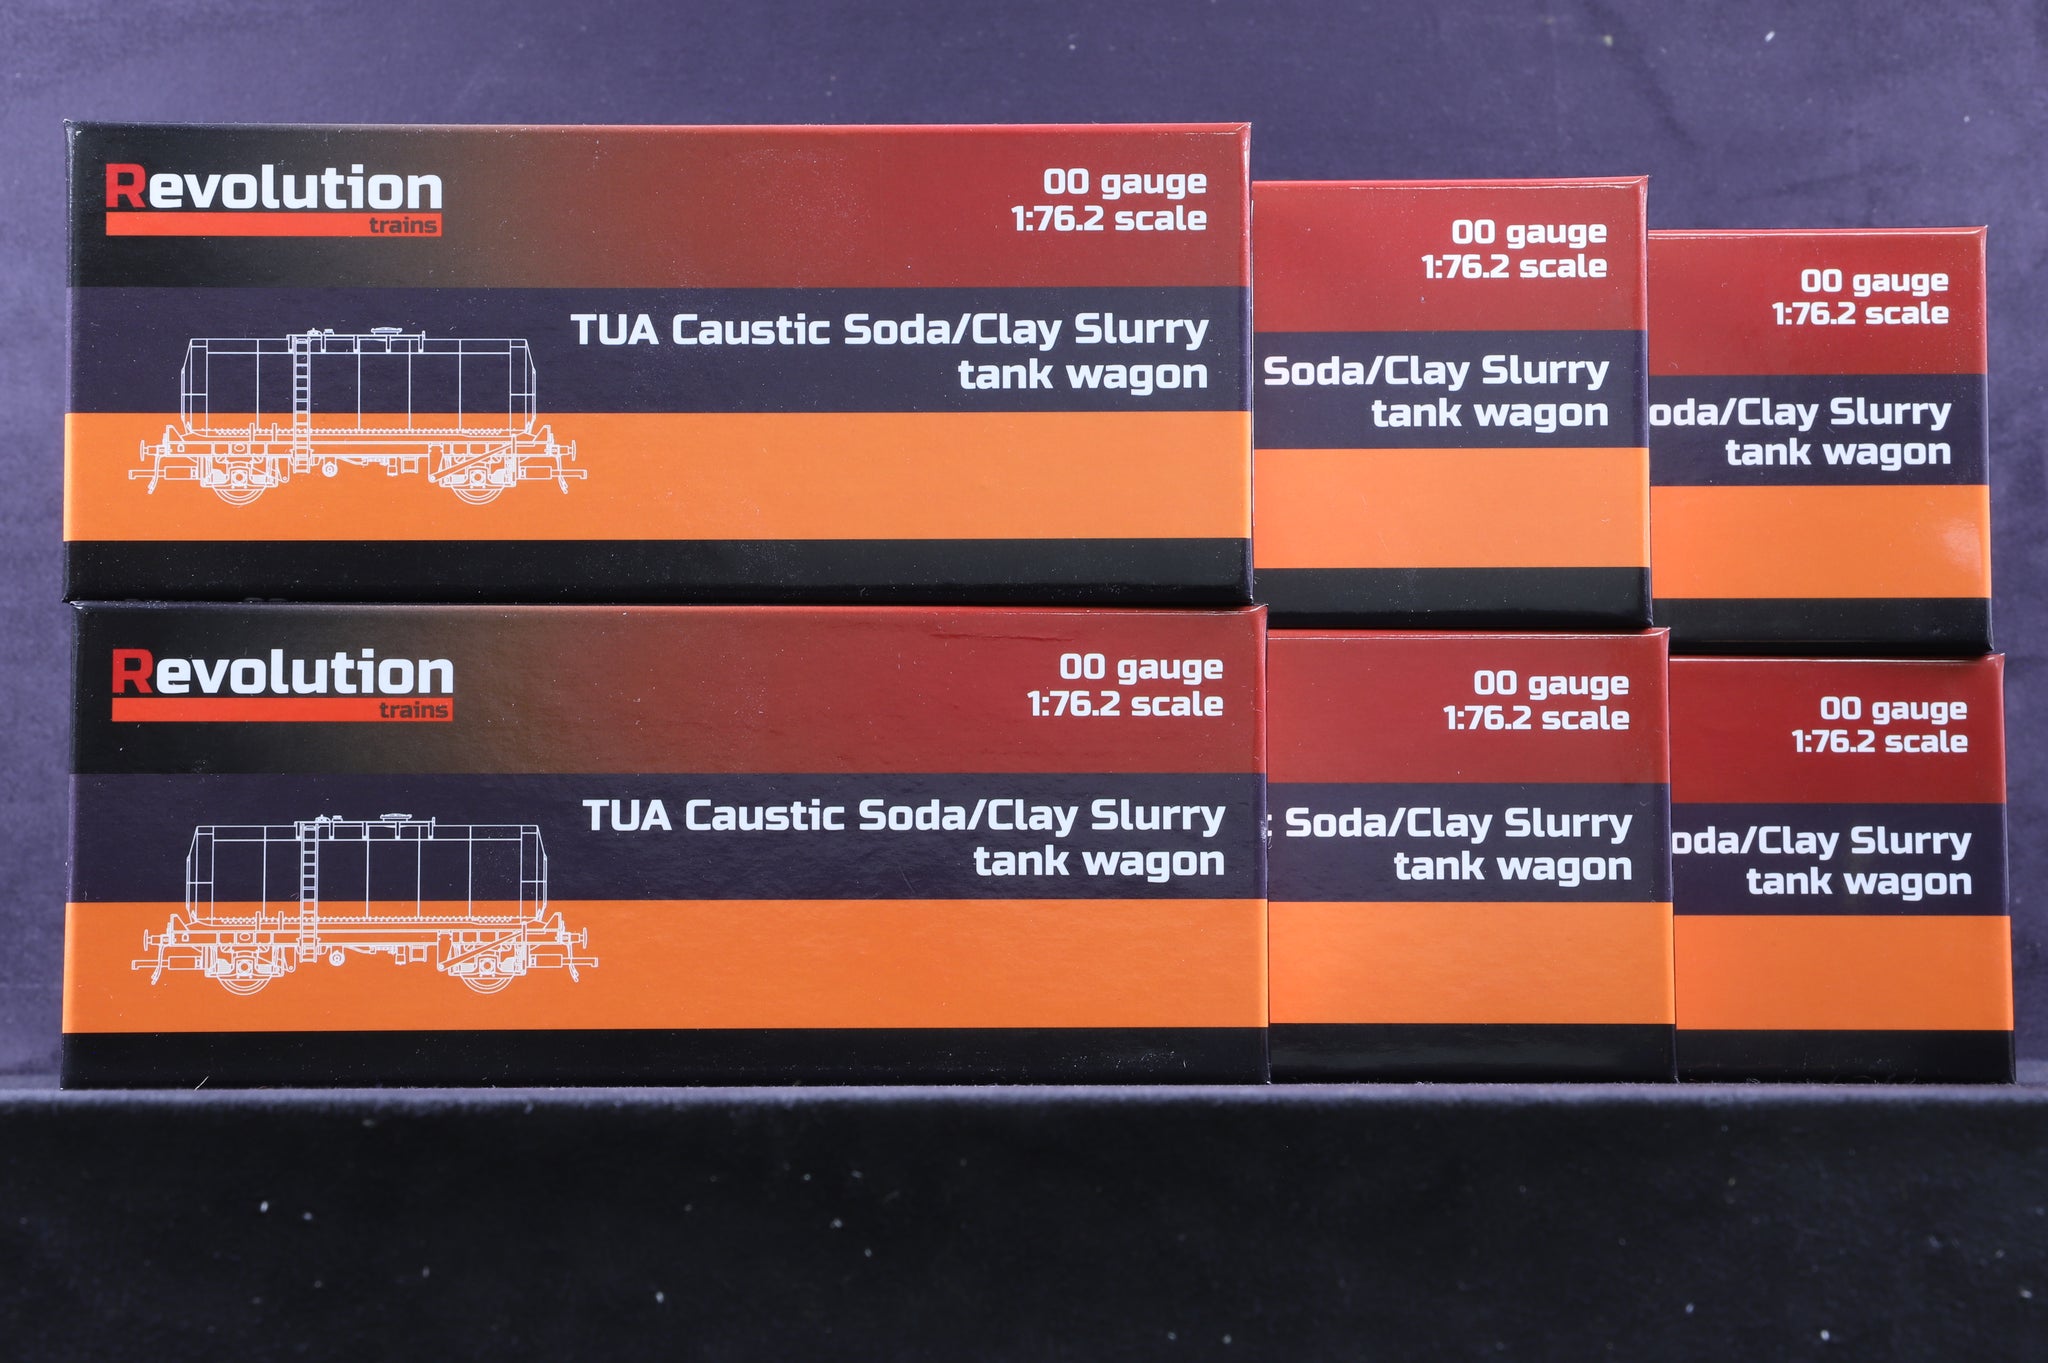 Revolution
trains
00 gauge
1:76.2 scale
TUA Caustic Soda/Clay Slurry
tank wagon
00 gauge
1:76.2 scale
Soda/Clay Slurry
tank wagon
00 gauge
1:76.2 scale
oda/Clay Slurry
tank wagon
Revolution
trains
00 gauge
1:76.2 scale
TUA Caustic Soda/Clay Slurry
tank wagon
00 gauge
1:76.2 scale
Soda/Clay Slurry
tank wagon
00 gauge
1:76.2 scale
oda/Clay Slurry
tank wagon